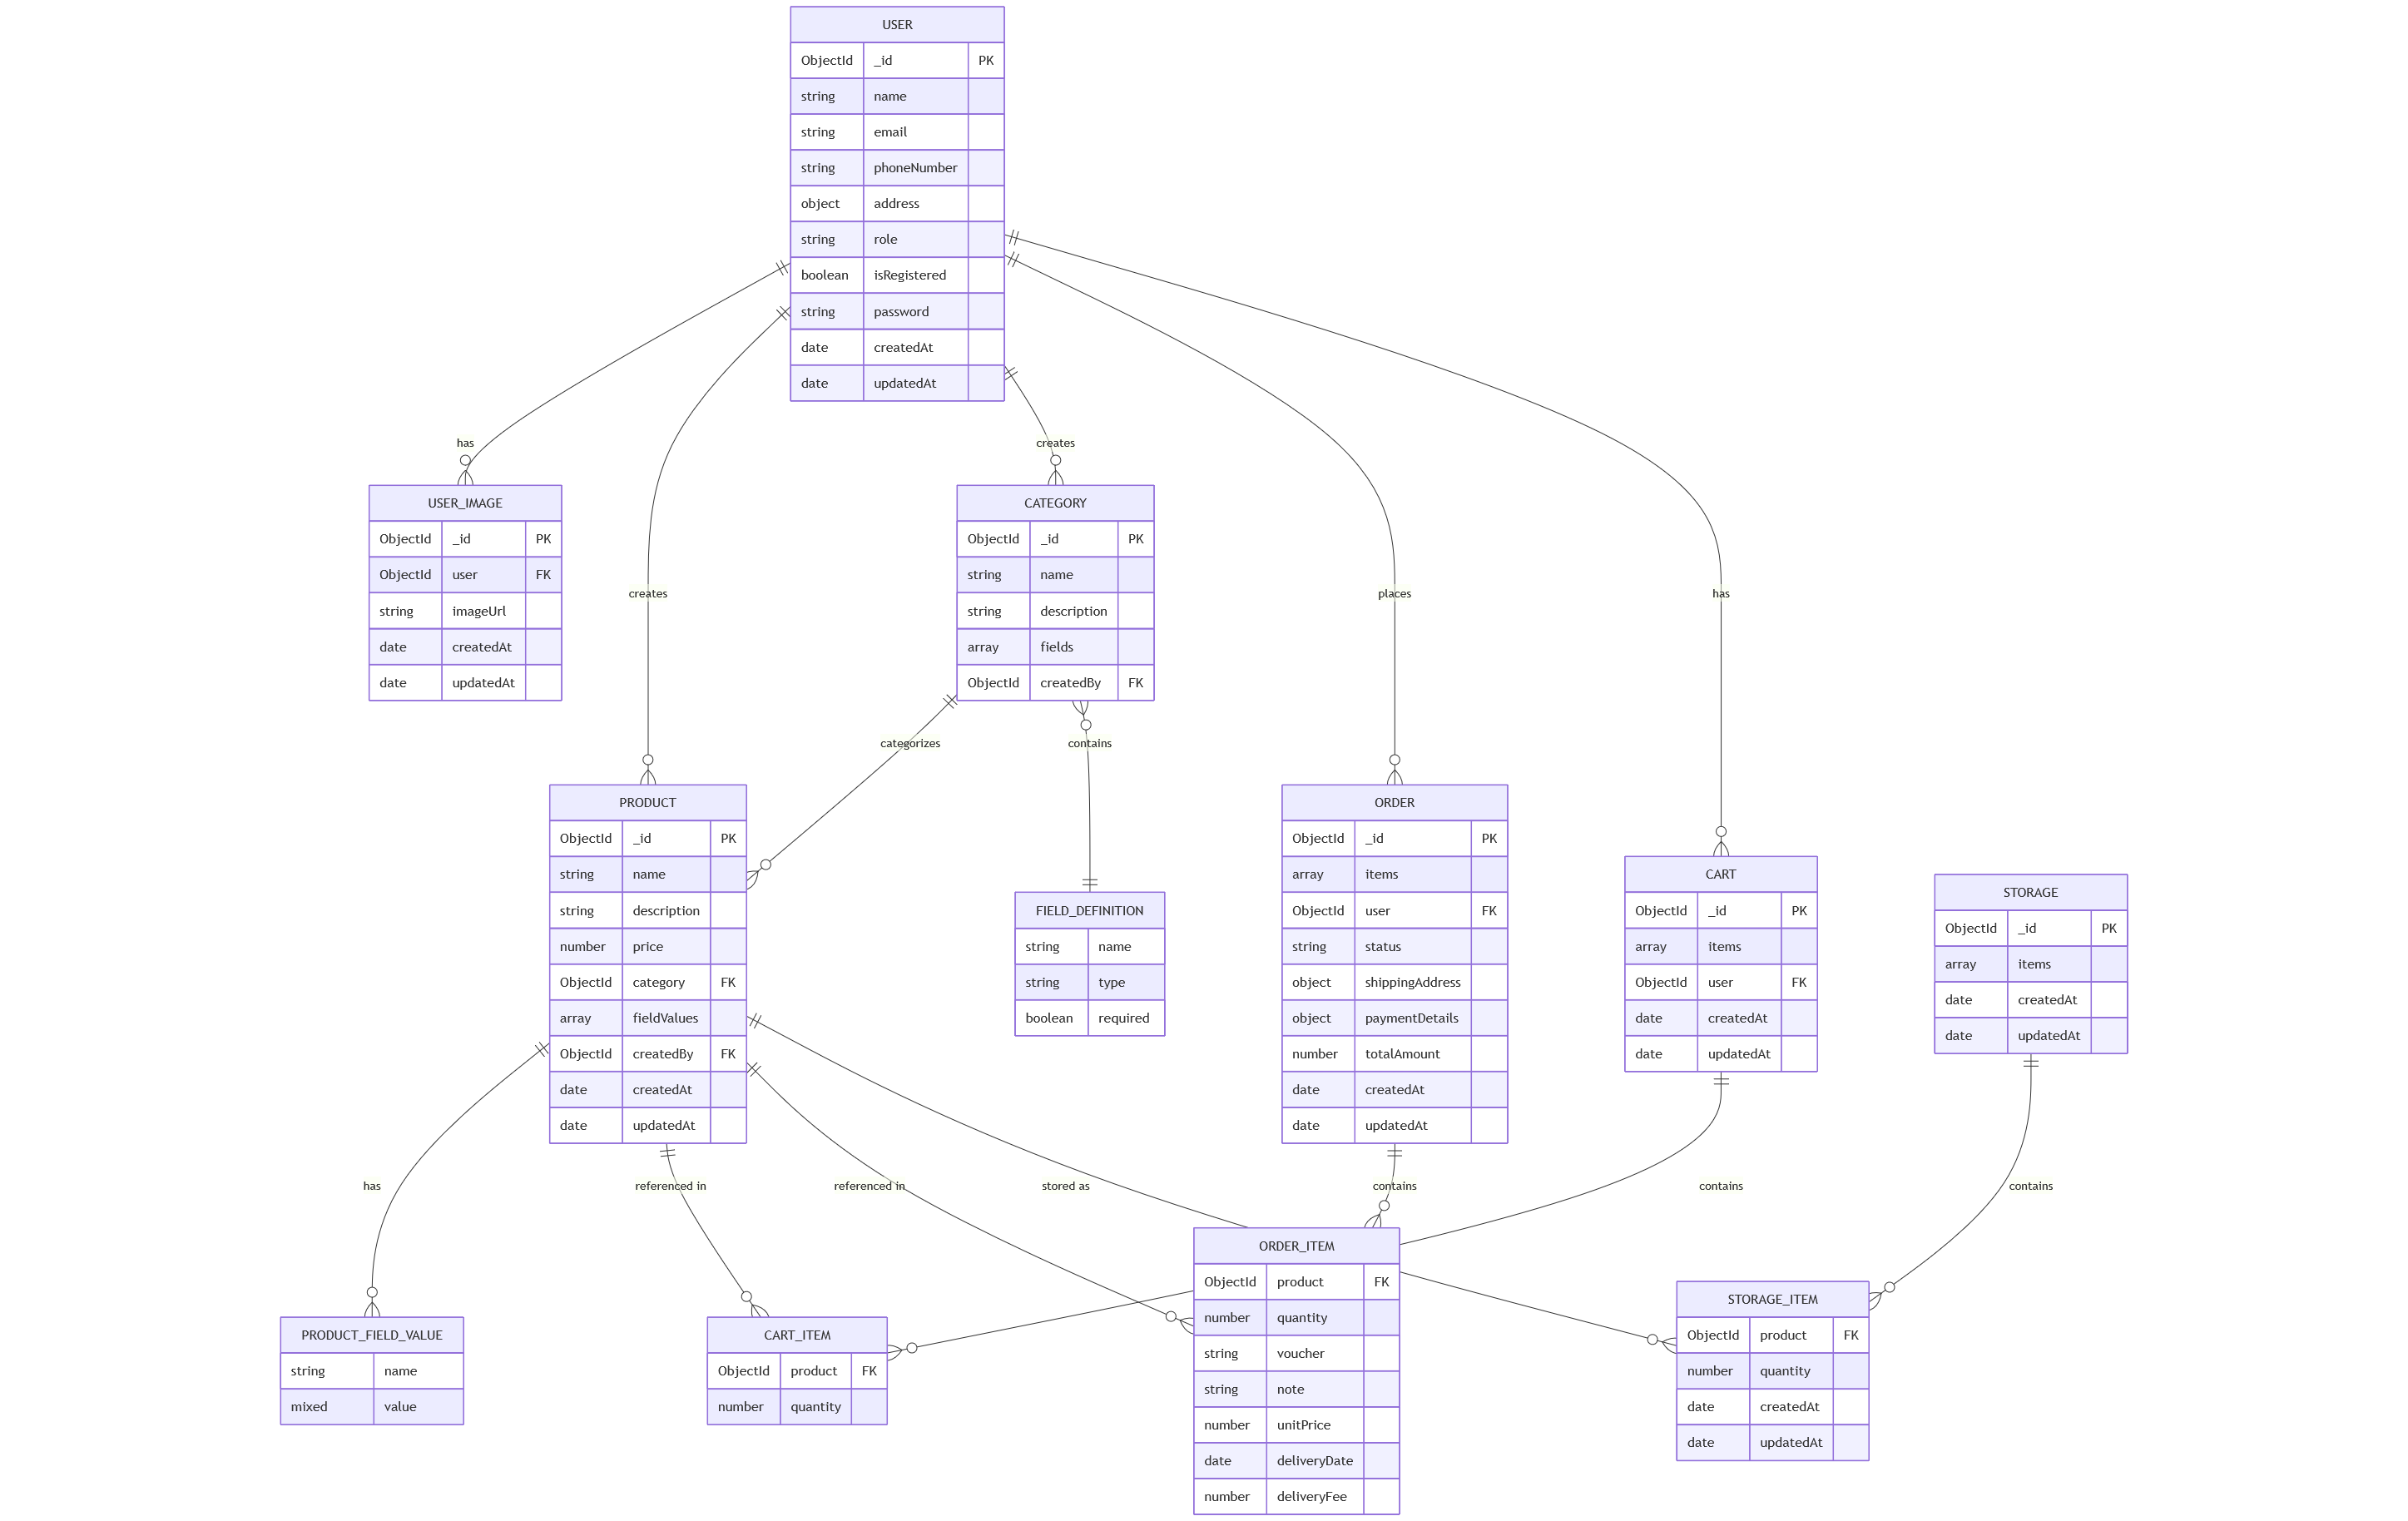 USER
ObjectId _id PK
string name
string email
string phoneNumber
object address
string role
boolean isRegistered
string password
date createdAt
date updatedAt
has
creates
creates
places
has
USER_IMAGE
ObjectId _id PK
ObjectId user FK
string imageUrl
date createdAt
date updatedAt
CATEGORY
ObjectId _id PK
string name
string description
array fields
ObjectId createdBy FK
categorizes
contains
PRODUCT
ObjectId _id PK
string name
string description
number price
ObjectId category FK
array fieldValues
ObjectId createdBy FK
date createdAt
date updatedAt
FIELD_DEFINITION
string name
string type
boolean required
ORDER
ObjectId _id PK
array items
ObjectId user FK
string status
object shippingAddress
object paymentDetails
number totalAmount
date createdAt
date updatedAt
CART
ObjectId _id PK
array items
ObjectId user FK
date createdAt
date updatedAt
STORAGE
ObjectId _id PK
array items
date createdAt
date updatedAt
has
referenced in
referenced in
stored as
contains
contains
contains
PRODUCT_FIELD_VALUE
string name
mixed value
CART_ITEM
ObjectId product FK
number quantity
ORDER_ITEM
ObjectId product FK
number quantity
string voucher
string note
number unitPrice
date deliveryDate
number deliveryFee
STORAGE_ITEM
ObjectId product FK
number quantity
date createdAt
date updatedAt